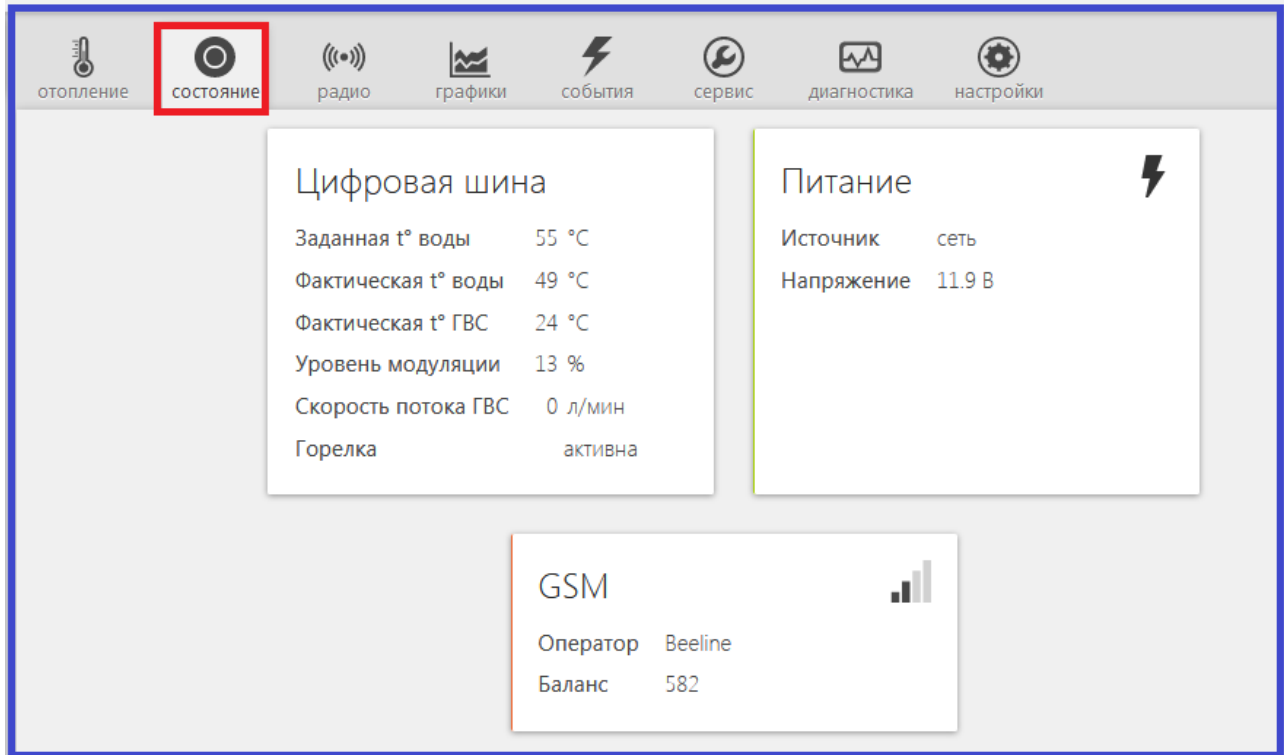 отопление состояние радио графики события сервис диагностика настройки
Цифровая шина
Заданная t° воды 55 °C
Фактическая t° воды 49 °C
Фактическая t° ГВС 24 °C
Уровень модуляции 13 %
Скорость потока ГВС 0 л/мин
Горелка активна
Питание
Источник сеть
Напряжение 11.9 В
GSM
Оператор Beeline
Баланс 582